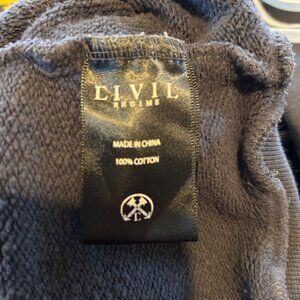 CIVIL
REGIME
MADE IN CHINA
100% COTTON